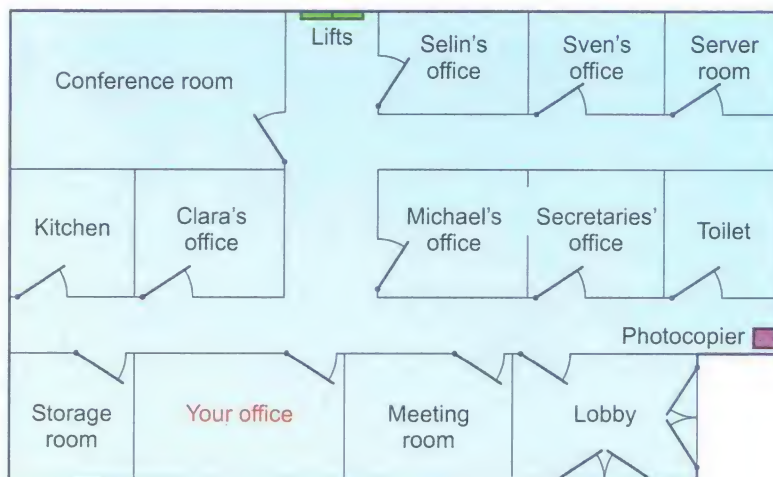 Lifts
Selin's
office
Sven's
office
Server
room
Conference room
Kitchen
Clara's
office
Michael's
office
Secretaries'
office
Toilet
Photocopier
Storage
room
Your office
Meeting
room
Lobby